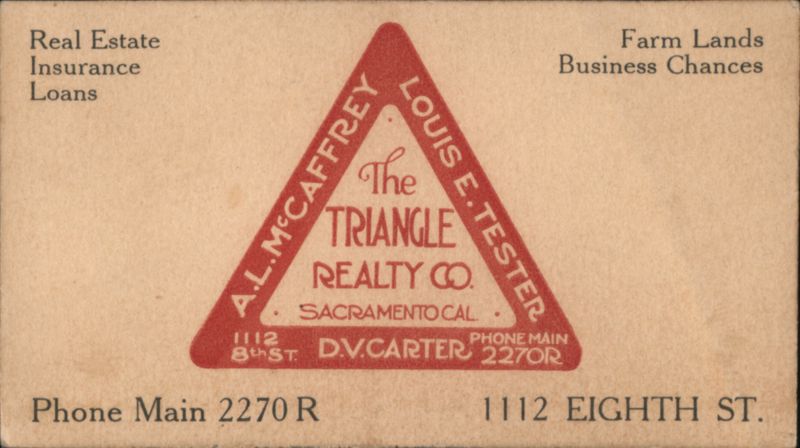 Real Estate
Insurance
Loans
Farm Lands
Business Chances
A.L. McCAFFREY
LOUIS E. TESTER
The
TRIANGLE
REALTY CO.
SACRAMENTO CAL.
1112
8th ST.
D.V. CARTER
PHONE MAIN
2270R
Phone Main 2270 R
1112 EIGHTH ST.